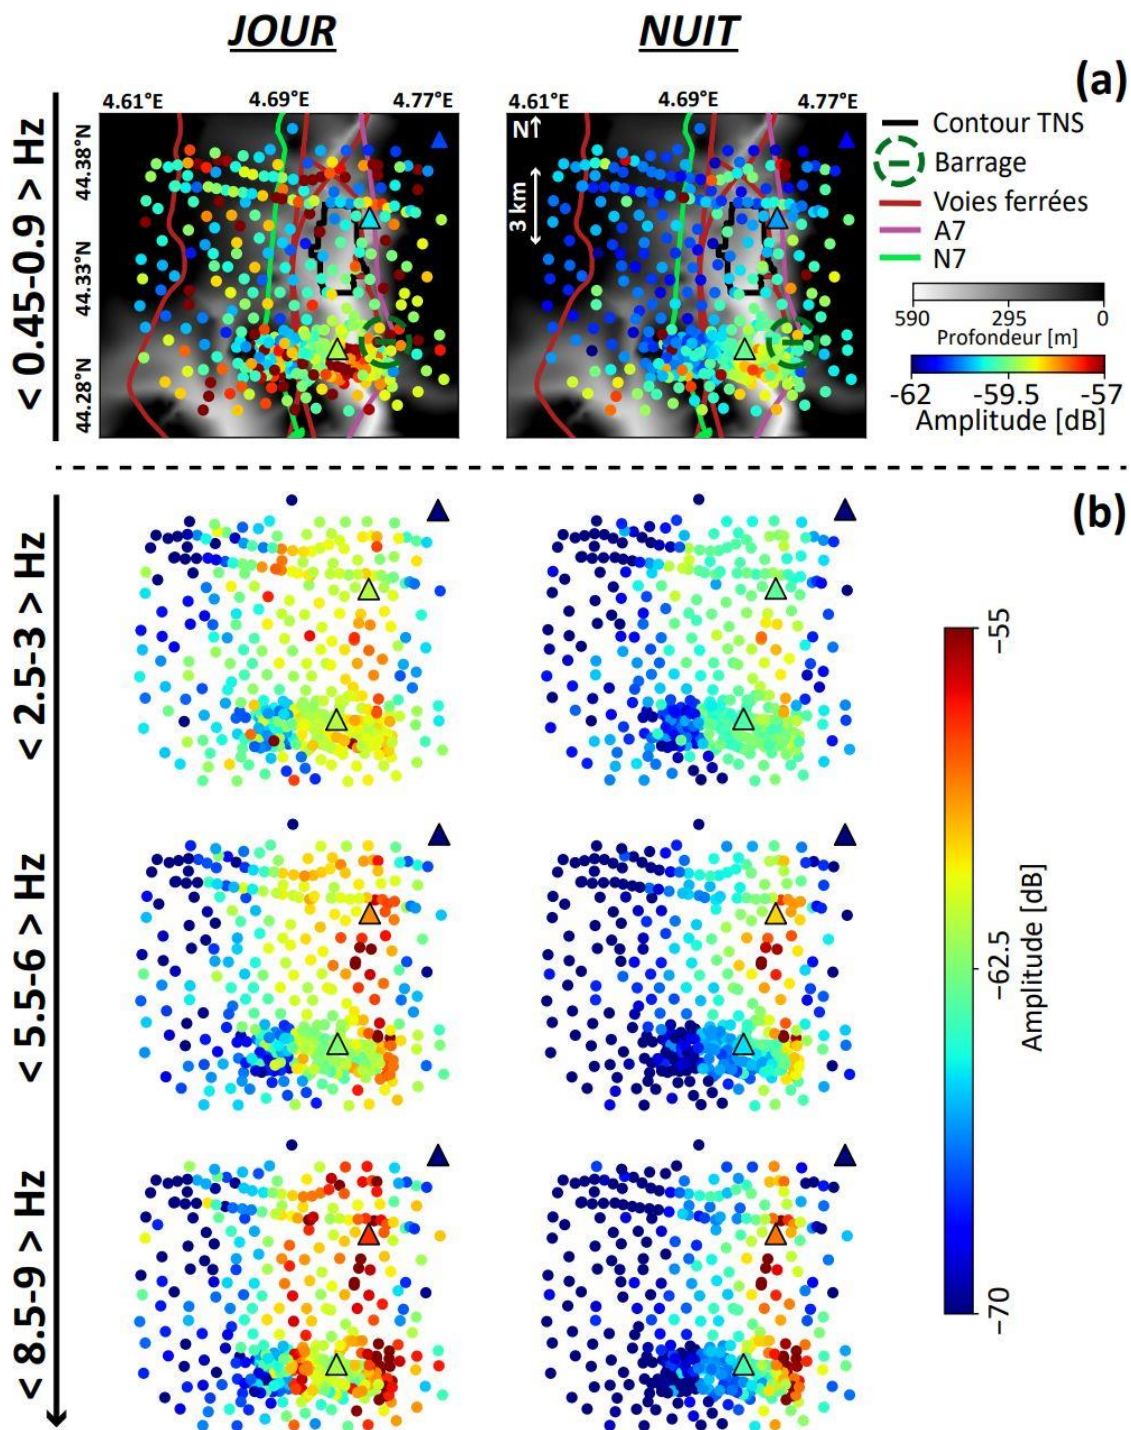 JOUR
NUIT
(a)
4.61°E 4.69°E 4.77°E
4.61°E 4.69°E 4.77°E
< 0.45-0.9 > Hz
44.38°N
44.33°N
44.28°N
N↑
3 km
Contour TNS
Barrage
Voies ferrées
A7
N7
590 295 0
Profondeur [m]
-62 -59.5 -57
Amplitude [dB]
(b)
< 2.5-3 > Hz
< 5.5-6 > Hz
< 8.5-9 > Hz
−55
−62.5
−70
Amplitude [dB]